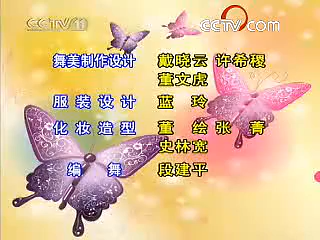 CCTV 11
CCTV.com
舞美制作设计 戴晓云 许希稷
董文虎
服装设计 蓝玲
化妆造型 董绘 张菁
史林宽
编舞 段建平